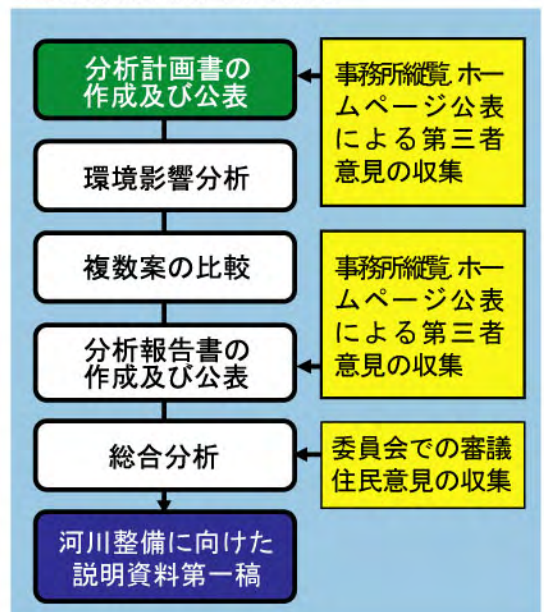 分析計画書の
作成及び公表
事務所縦覧、ホー
ムページ公表
による第三者
意見の収集
環境影響分析
複数案の比較
事務所縦覧、ホー
ムページ公表
による第三者
意見の収集
分析報告書の
作成及び公表
総合分析
委員会での審議
住民意見の収集
河川整備に向けた
説明資料第一稿